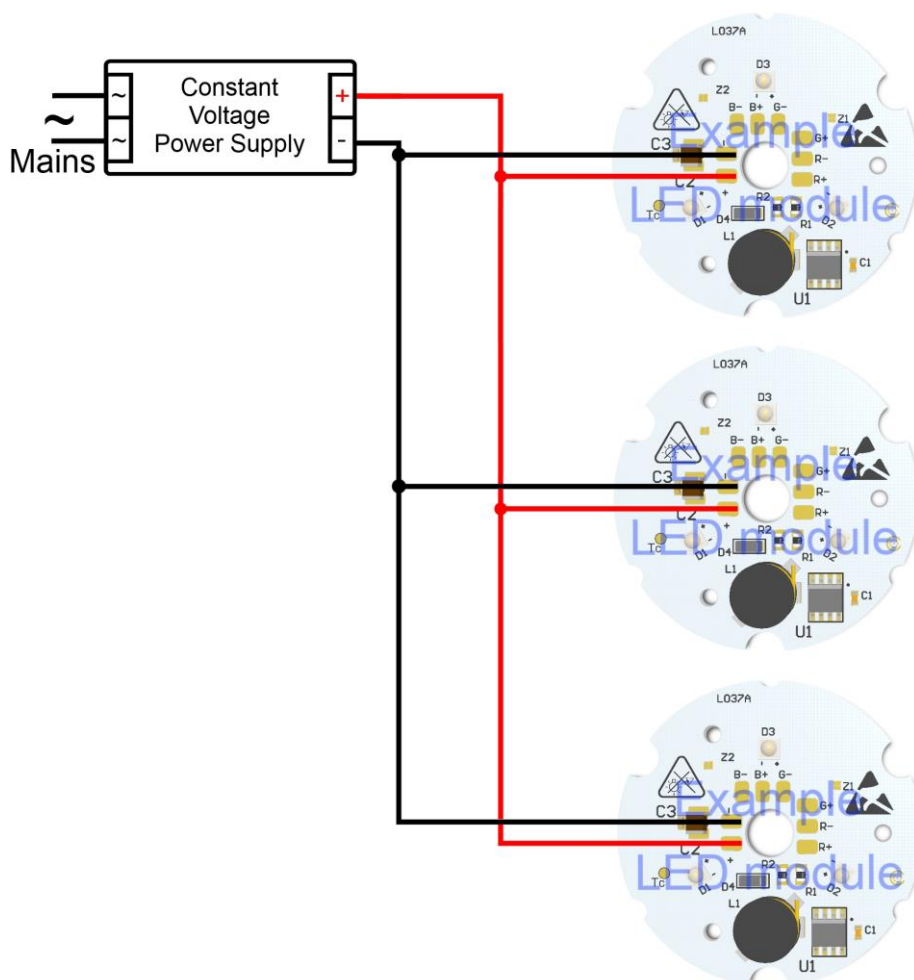 Constant
Voltage
Power Supply
~
~
+
-
~
Mains
L037A
D3
Z2
B- B+ G-
Z1
Example
G+
C3
R-
C2
R+
-
+
R2
LED module
Tc
D1
D4
R1
D2
L1
C1
U1
L037A
D3
Z2
B- B+ G-
Z1
Example
G+
C3
R-
C2
R+
-
+
R2
LED module
Tc
D1
D4
R1
D2
L1
C1
U1
L037A
D3
Z2
B- B+ G-
Z1
Example
G+
C3
R-
C2
R+
-
+
R2
LED module
Tc
D1
D4
R1
D2
L1
C1
U1